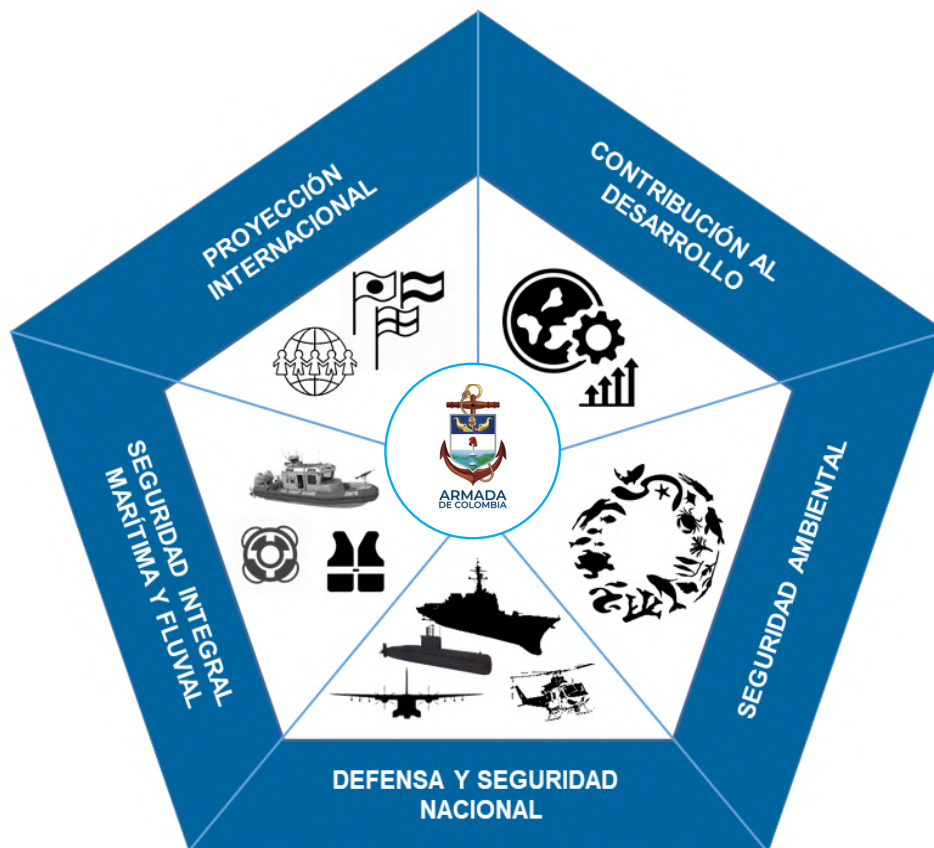 PROYECCIÓN
INTERNACIONAL
CONTRIBUCIÓN AL
DESARROLLO
SEGURIDAD INTEGRAL
MARÍTIMA Y FLUVIAL
ARMADA
DE COLOMBIA
SEGURIDAD AMBIENTAL
DEFENSA Y SEGURIDAD
NACIONAL